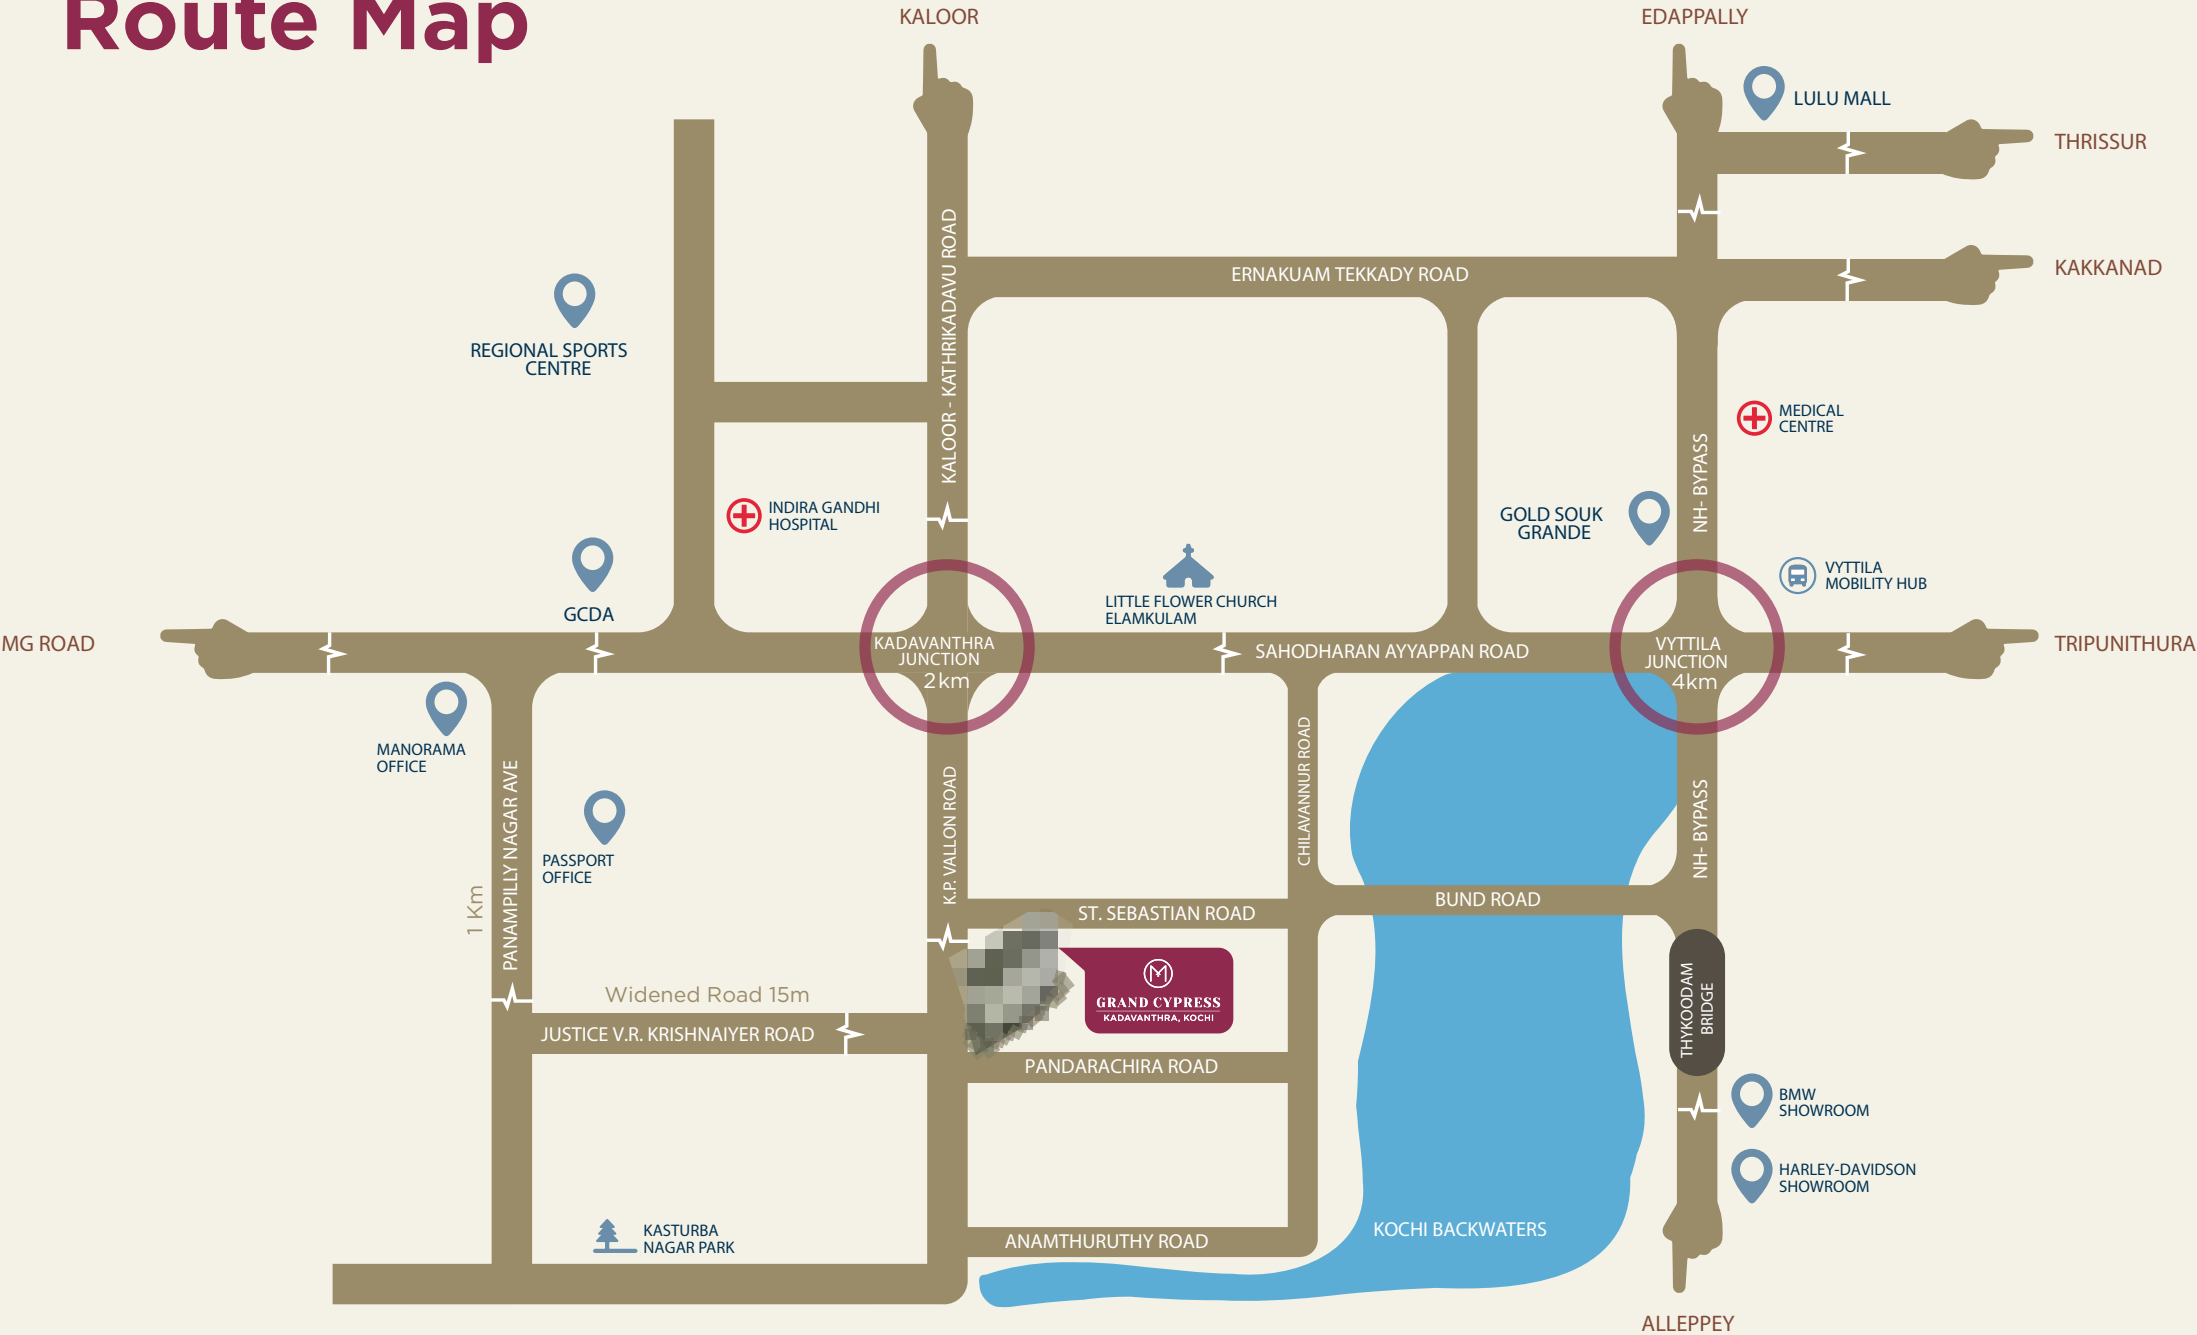 Route Map
KALOOR
EDAPPALLY
LULU MALL
THRISSUR
KALOOR - KATHRIKADAVU ROAD
ERNAKUAM TEKKADY ROAD
KAKKANAD
REGIONAL SPORTS
CENTRE
MEDICAL
CENTRE
NH- BYPASS
INDIRA GANDHI
HOSPITAL
GOLD SOUK
GRANDE
VYTTILA
MOBILITY HUB
GCDA
LITTLE FLOWER CHURCH
ELAMKULAM
MG ROAD
KADAVANTHRA
JUNCTION
2km
SAHODHARAN AYYAPPAN ROAD
VYTTILA
JUNCTION
4km
TRIPUNITHURA
MANORAMA
OFFICE
PANAMPILLY NAGAR AVE
1 Km
PASSPORT
OFFICE
K.P. VALLON ROAD
CHILAVANNUR ROAD
NH- BYPASS
BUND ROAD
ST. SEBASTIAN ROAD
GRAND CYPRESS
KADAVANTHRA, KOCHI
THYKOODAM
BRIDGE
Widened Road 15m
JUSTICE V.R. KRISHNAIYER ROAD
PANDARACHIRA ROAD
BMW
SHOWROOM
HARLEY-DAVIDSON
SHOWROOM
KASTURBA
NAGAR PARK
ANAMTHURUTHY ROAD
KOCHI BACKWATERS
ALLEPPEY